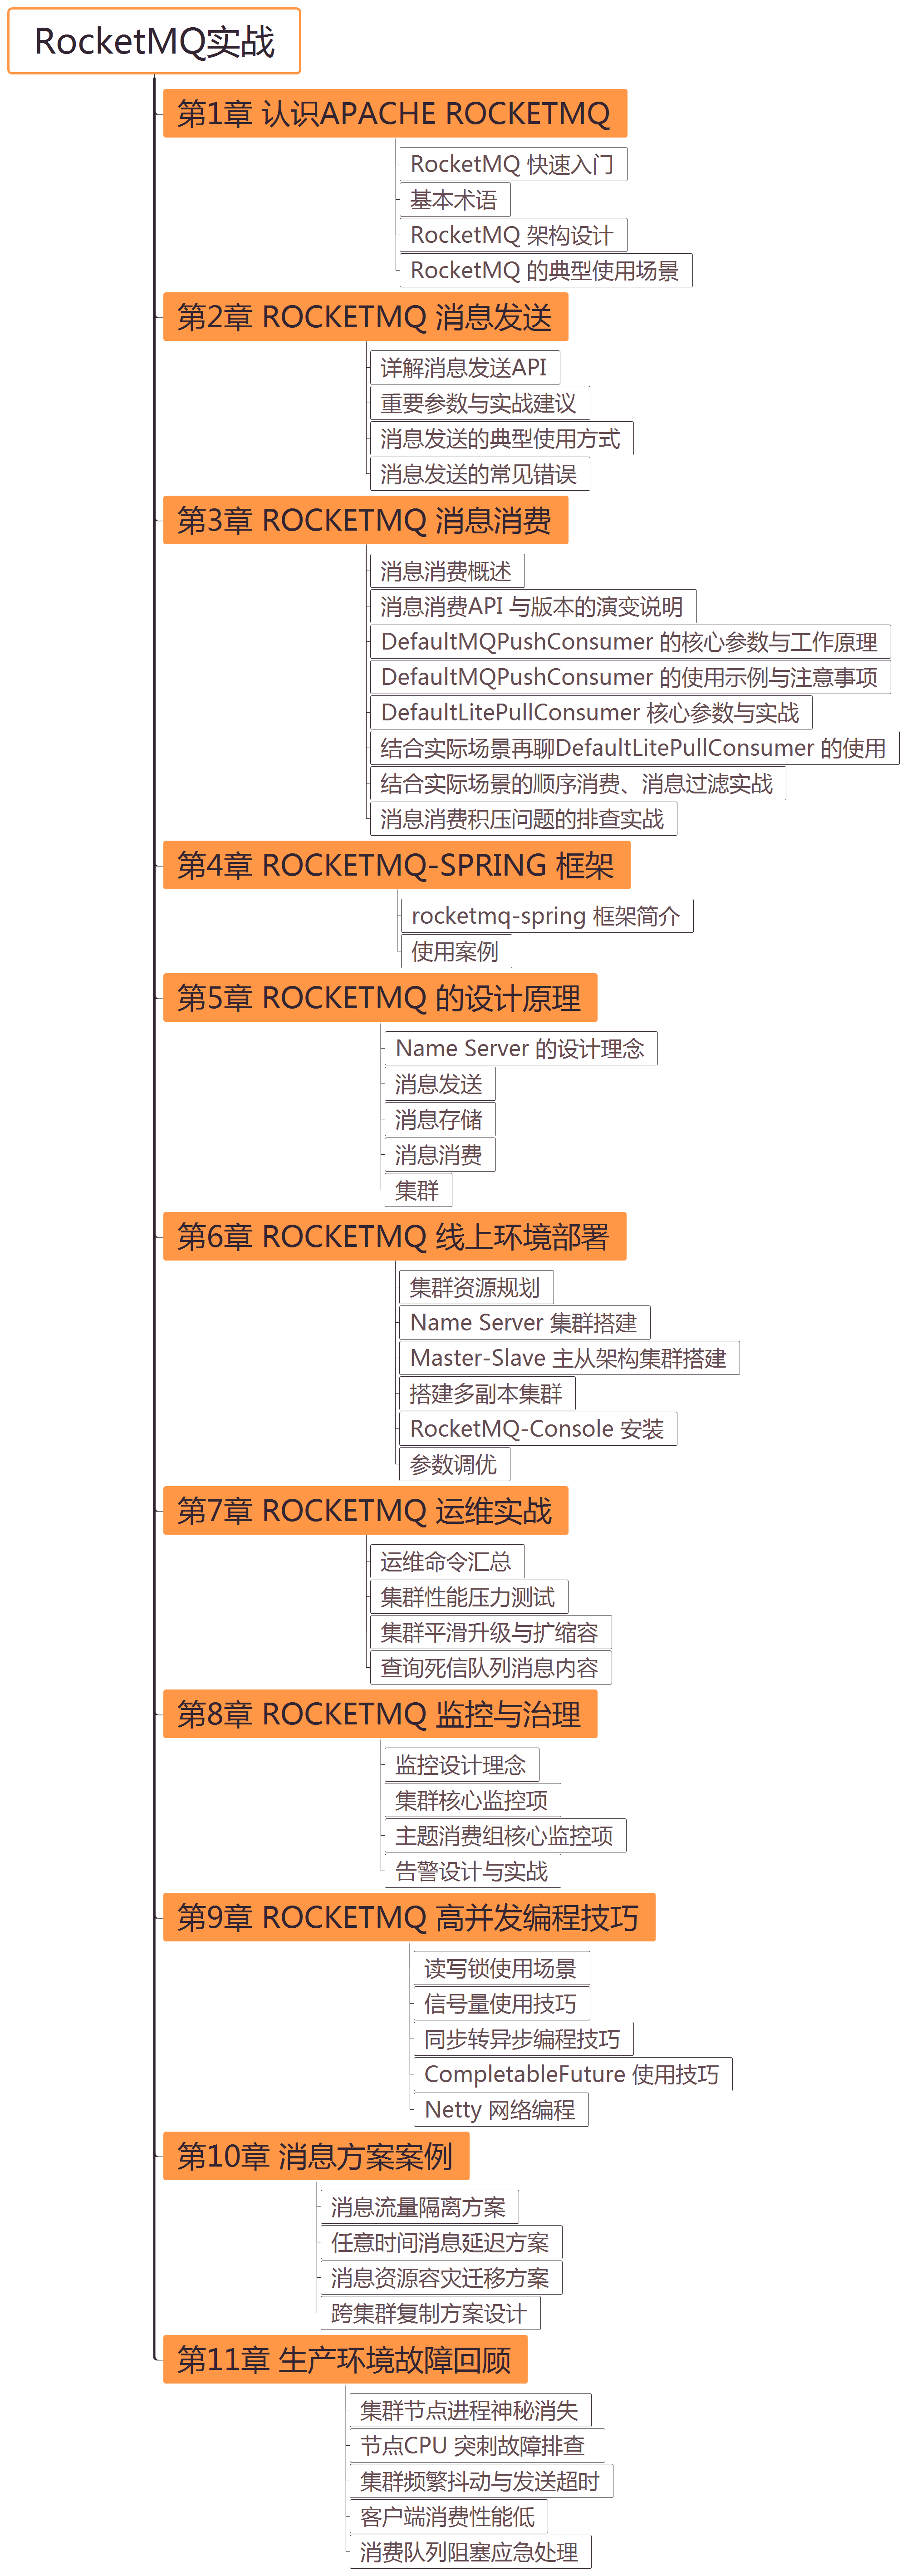 RocketMQ实战
第1章 认识APACHE ROCKETMQ
RocketMQ 快速入门
基本术语
RocketMQ 架构设计
RocketMQ 的典型使用场景
第2章 ROCKETMQ 消息发送
详解消息发送API
重要参数与实战建议
消息发送的典型使用方式
消息发送的常见错误
第3章 ROCKETMQ 消息消费
消息消费概述
消息消费API 与版本的演变说明
DefaultMQPushConsumer 的核心参数与工作原理
DefaultMQPushConsumer 的使用示例与注意事项
DefaultLitePullConsumer 核心参数与实战
结合实际场景再聊DefaultLitePullConsumer 的使用
结合实际场景的顺序消费、消息过滤实战
消息消费积压问题的排查实战
第4章 ROCKETMQ-SPRING 框架
rocketmq-spring 框架简介
使用案例
第5章 ROCKETMQ 的设计原理
Name Server 的设计理念
消息发送
消息存储
消息消费
集群
第6章 ROCKETMQ 线上环境部署
集群资源规划
Name Server 集群搭建
Master-Slave 主从架构集群搭建
搭建多副本集群
RocketMQ-Console 安装
参数调优
第7章 ROCKETMQ 运维实战
运维命令汇总
集群性能压力测试
集群平滑升级与扩缩容
查询死信队列消息内容
第8章 ROCKETMQ 监控与治理
监控设计理念
集群核心监控项
主题消费组核心监控项
告警设计与实战
第9章 ROCKETMQ 高并发编程技巧
读写锁使用场景
信号量使用技巧
同步转异步编程技巧
CompletableFuture 使用技巧
Netty 网络编程
第10章 消息方案案例
消息流量隔离方案
任意时间消息延迟方案
消息资源容灾迁移方案
跨集群复制方案设计
第11章 生产环境故障回顾
集群节点进程神秘消失
节点CPU 突刺故障排查
集群频繁抖动与发送超时
客户端消费性能低
消费队列阻塞应急处理